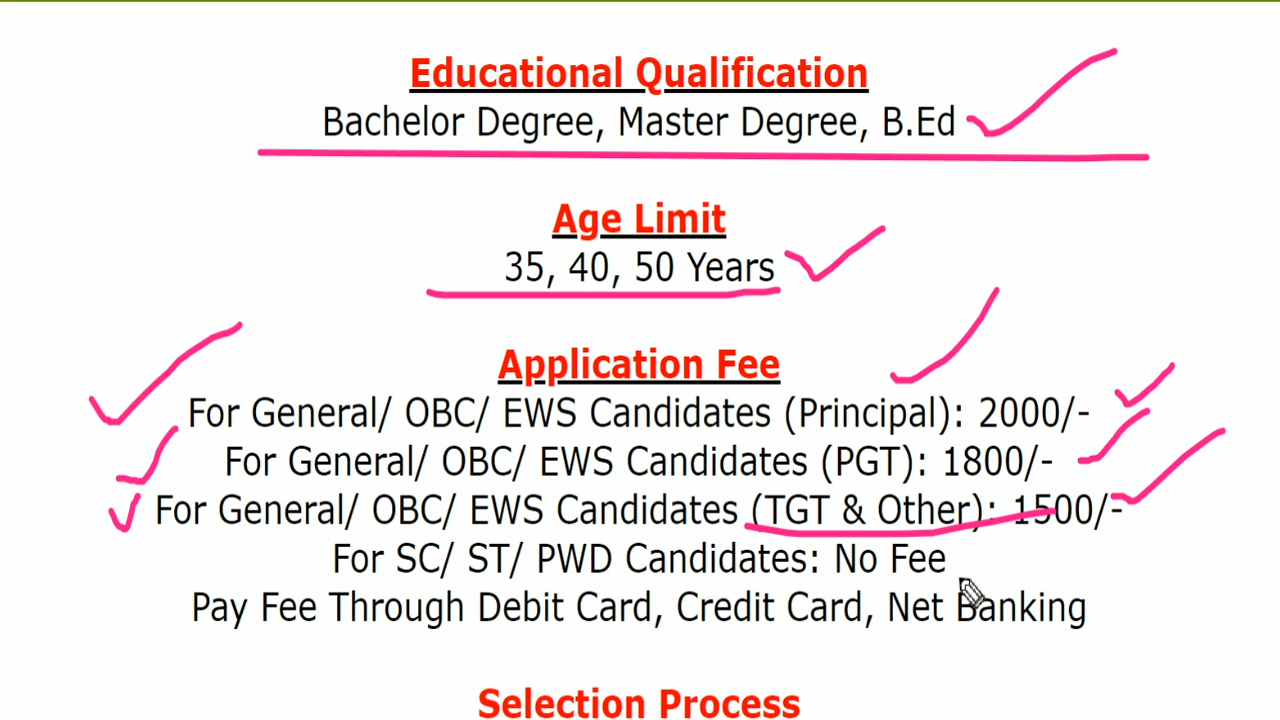 Educational Qualification
Bachelor Degree, Master Degree, B.Ed
Age Limit
35, 40, 50 Years
Application Fee
For General/ OBC/ EWS Candidates (Principal): 2000/-
For General/ OBC/ EWS Candidates (PGT): 1800/-
For General/ OBC/ EWS Candidates (TGT & Other): 1500/-
For SC/ ST/ PWD Candidates: No Fee
Pay Fee Through Debit Card, Credit Card, Net Banking
Selection Process